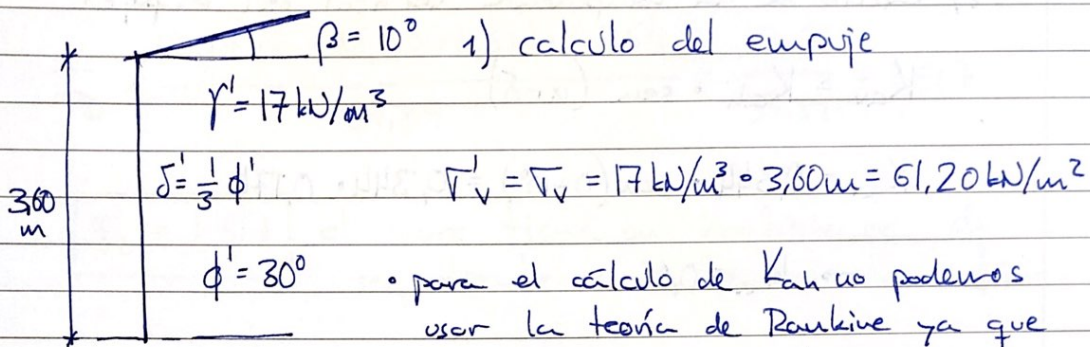 β = 10° 1) calculo del empuje
γ' = 17 kN/m³
3,60 m
δ' = 1/3 ϕ'
σ'v = σv = 17 kN/m³ · 3,60m = 61,20 kN/m²
ϕ' = 30°
• para el cálculo de Kah no podemos
usar la teoría de Rankine ya que